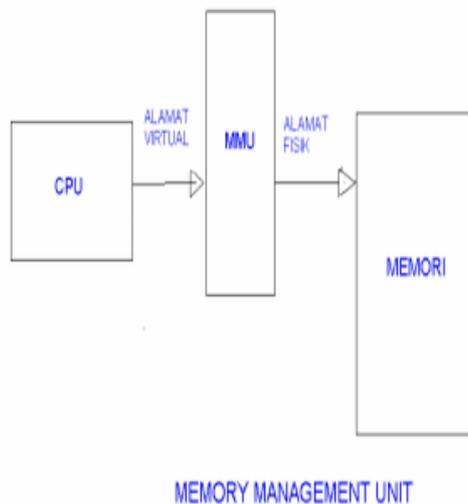 CPU
ALAMAT
VIRTUAL
MMU
ALAMAT
FISIK
MEMORI
MEMORY MANAGEMENT UNIT